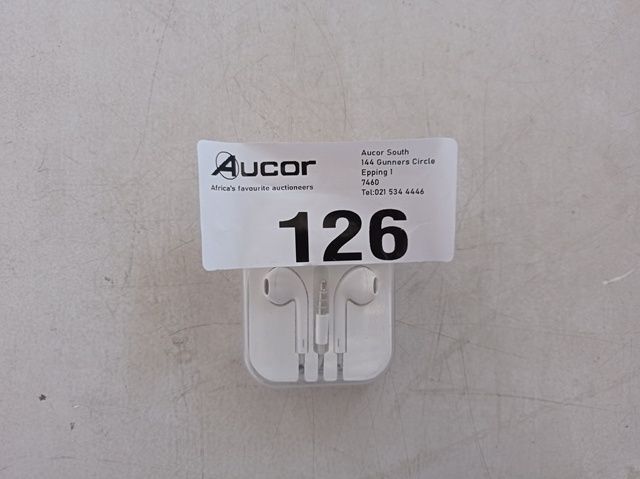 Aucor
Africa's favourite auctioneers
Aucor South
144 Gunners Circle
Epping 1
7460
Tel:021 534 4446
126